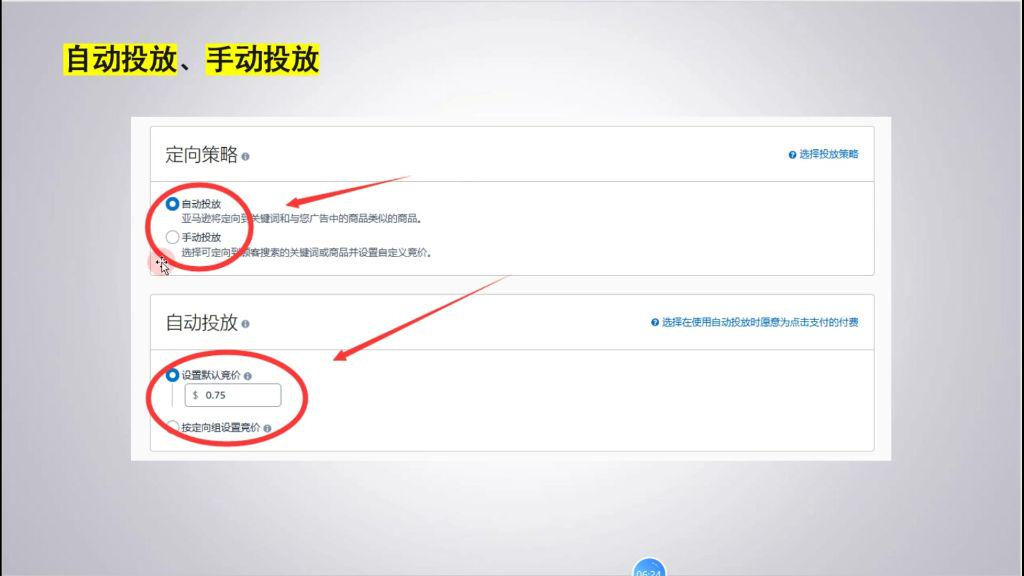 自动投放、手动投放
定向策略
选择投放策略
自动投放
亚马逊将定向到关键词和与您广告中的商品类似的商品。
手动投放
选择可定向到顾客搜索的关键词或商品并设置自定义竞价。
自动投放
选择在使用自动投放时愿意为点击支付的付费
设置默认竞价
$ 0.75
按定向组设置竞价
06:24